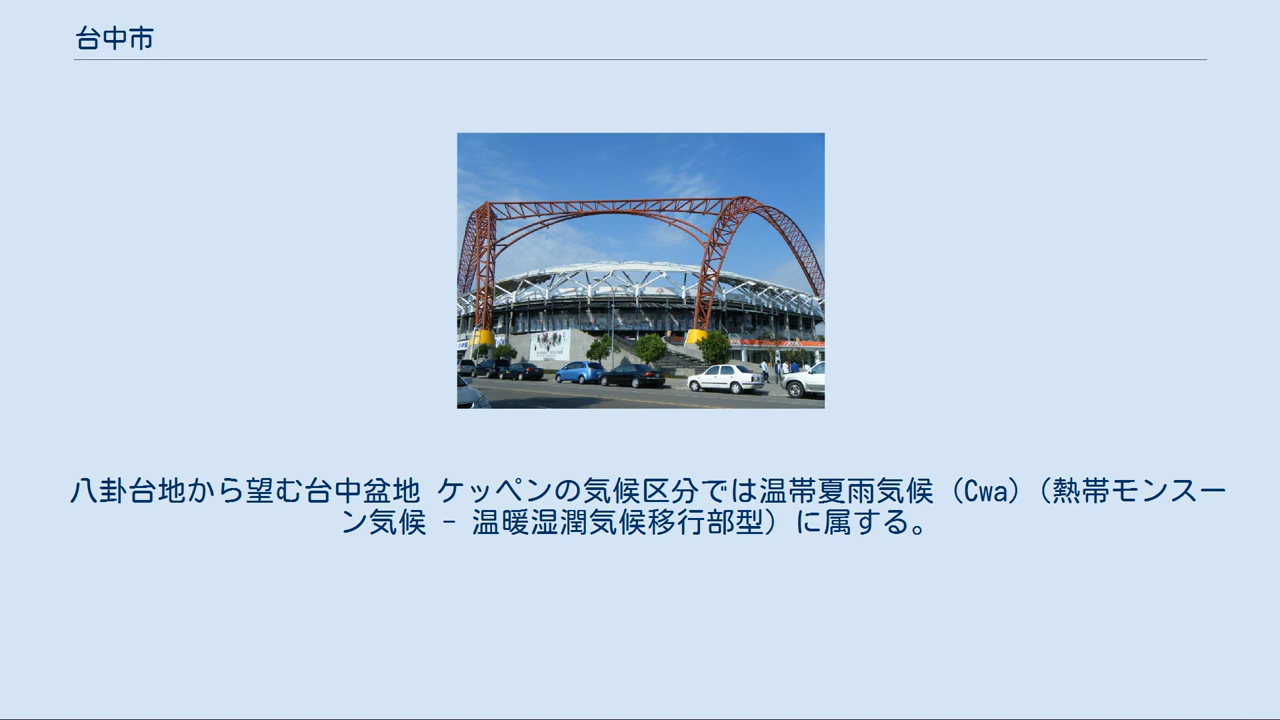 台中市
八卦台地から望む台中盆地 ケッペンの気候区分では温帯夏雨気候（Cwa）（熱帯モンスー
ン気候 - 温暖湿潤気候移行部型）に属する。